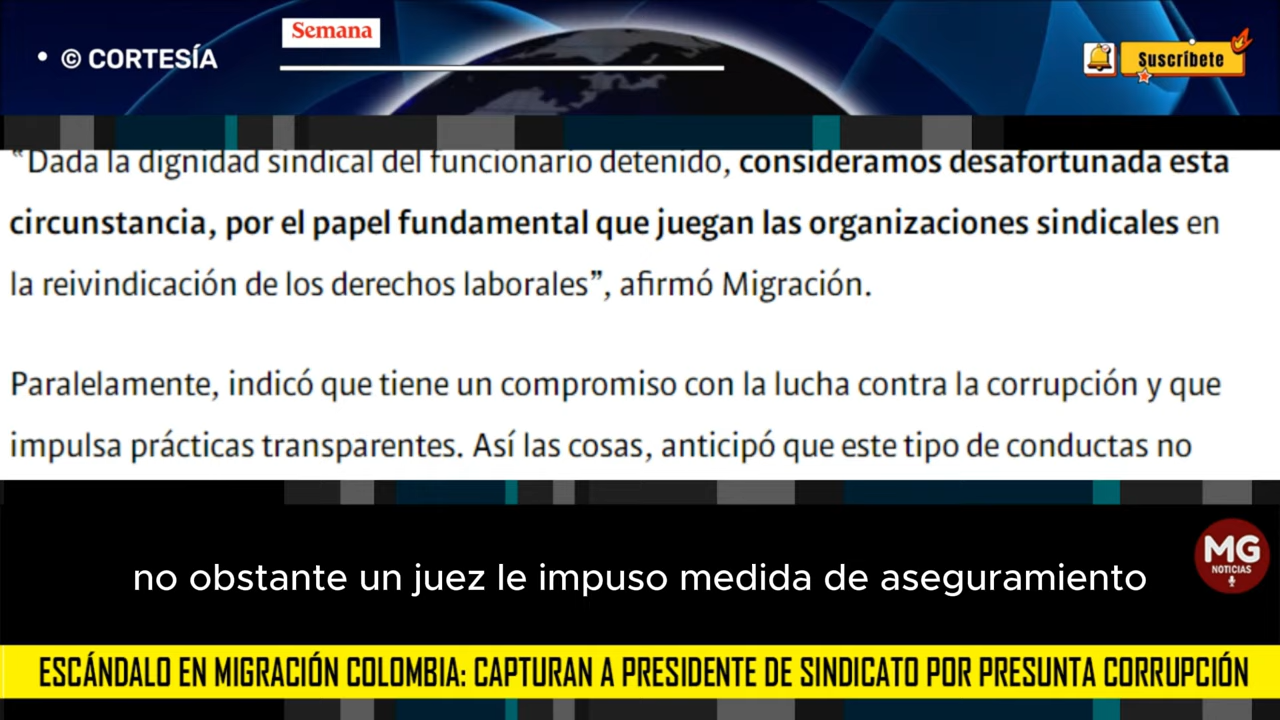 Semana
• © CORTESÍA
Suscríbete
“Dada la dignidad sindical del funcionario detenido, consideramos desafortunada esta
circunstancia, por el papel fundamental que juegan las organizaciones sindicales en
la reivindicación de los derechos laborales”, afirmó Migración.
Paralelamente, indicó que tiene un compromiso con la lucha contra la corrupción y que
impulsa prácticas transparentes. Así las cosas, anticipó que este tipo de conductas no
MG
NOTICIAS
no obstante un juez le impuso medida de aseguramiento
ESCÁNDALO EN MIGRACIÓN COLOMBIA: CAPTURAN A PRESIDENTE DE SINDICATO POR PRESUNTA CORRUPCIÓN